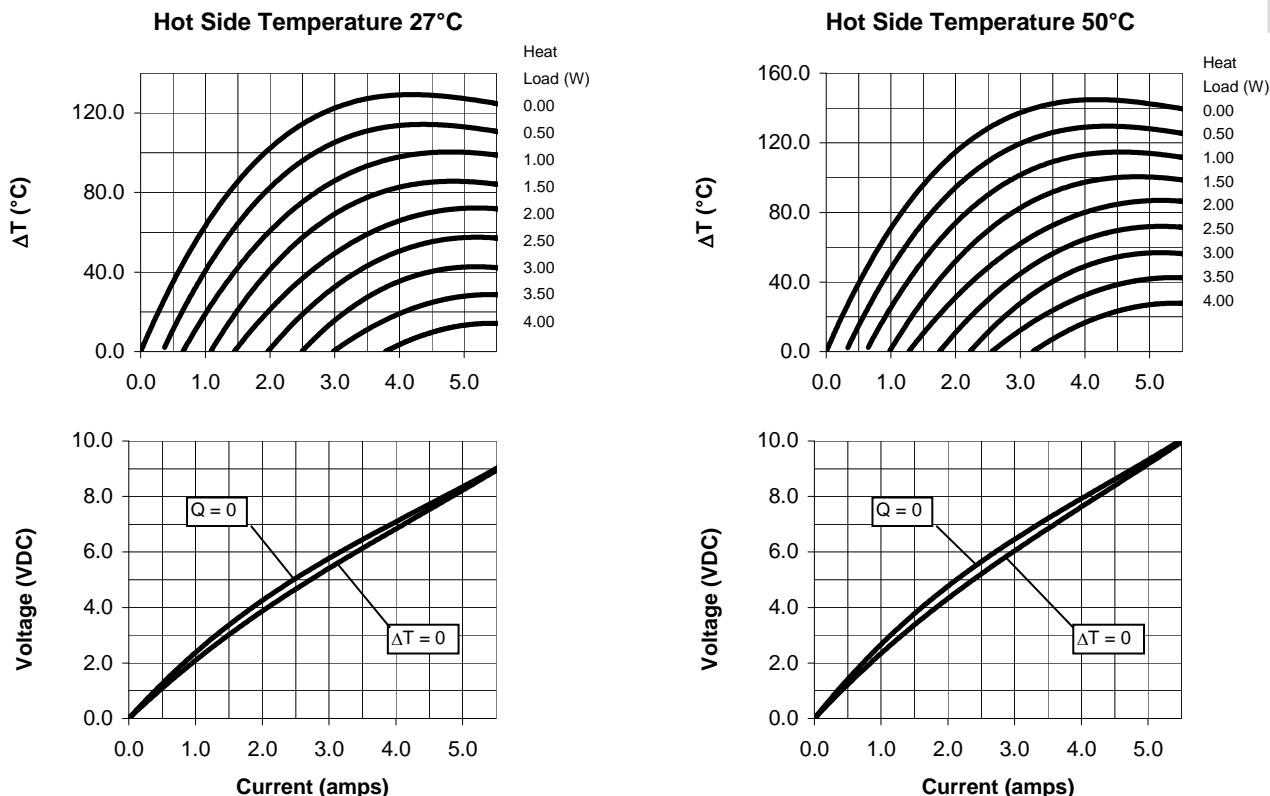 Hot Side Temperature 27°C
Heat
Load (W)
0.00
0.50
1.00
1.50
2.00
2.50
3.00
3.50
4.00
ΔT (°C)
120.0
80.0
40.0
0.0
0.0 1.0 2.0 3.0 4.0 5.0
Hot Side Temperature 50°C
Heat
Load (W)
0.00
0.50
1.00
1.50
2.00
2.50
3.00
3.50
4.00
ΔT (°C)
160.0
120.0
80.0
40.0
0.0
0.0 1.0 2.0 3.0 4.0 5.0
Voltage (VDC)
10.0
8.0
6.0
4.0
2.0
0.0
Q = 0
ΔT = 0
0.0 1.0 2.0 3.0 4.0 5.0
Current (amps)
Voltage (VDC)
10.0
8.0
6.0
4.0
2.0
0.0
Q = 0
ΔT = 0
0.0 1.0 2.0 3.0 4.0 5.0
Current (amps)